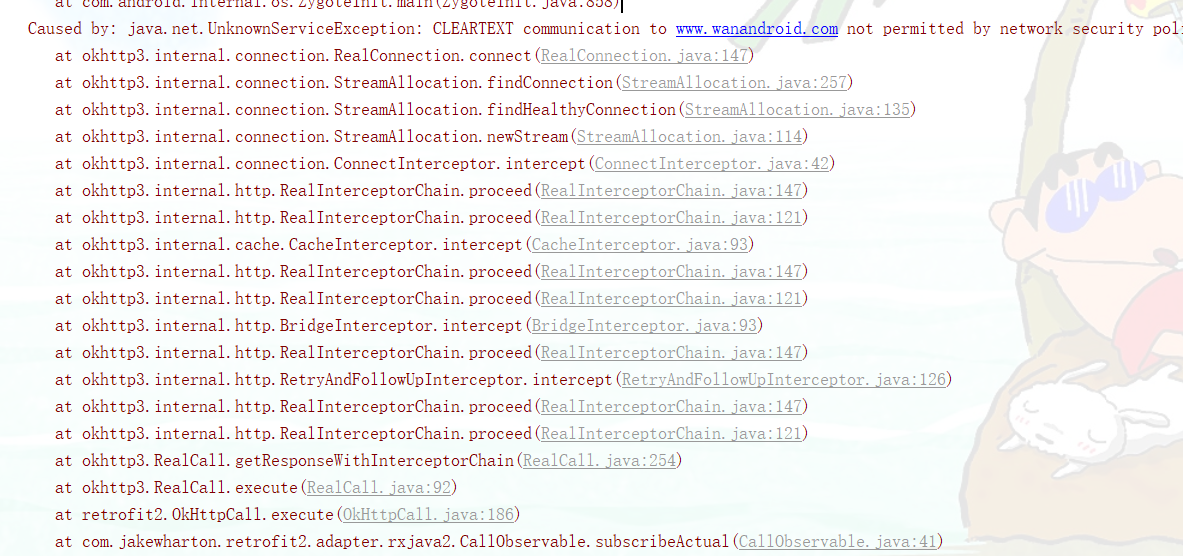 at com.android.internal.os.ZygoteInit.main(ZygoteInit.java:858)
Caused by: java.net.UnknownServiceException: CLEARTEXT communication to www.wanandroid.com not permitted by network security pol
at okhttp3.internal.connection.RealConnection.connect(RealConnection.java:147)
at okhttp3.internal.connection.StreamAllocation.findConnection(StreamAllocation.java:257)
at okhttp3.internal.connection.StreamAllocation.findHealthyConnection(StreamAllocation.java:135)
at okhttp3.internal.connection.StreamAllocation.newStream(StreamAllocation.java:114)
at okhttp3.internal.connection.ConnectInterceptor.intercept(ConnectInterceptor.java:42)
at okhttp3.internal.http.RealInterceptorChain.proceed(RealInterceptorChain.java:147)
at okhttp3.internal.http.RealInterceptorChain.proceed(RealInterceptorChain.java:121)
at okhttp3.internal.cache.CacheInterceptor.intercept(CacheInterceptor.java:93)
at okhttp3.internal.http.RealInterceptorChain.proceed(RealInterceptorChain.java:147)
at okhttp3.internal.http.RealInterceptorChain.proceed(RealInterceptorChain.java:121)
at okhttp3.internal.http.BridgeInterceptor.intercept(BridgeInterceptor.java:93)
at okhttp3.internal.http.RealInterceptorChain.proceed(RealInterceptorChain.java:147)
at okhttp3.internal.http.RetryAndFollowUpInterceptor.intercept(RetryAndFollowUpInterceptor.java:126)
at okhttp3.internal.http.RealInterceptorChain.proceed(RealInterceptorChain.java:147)
at okhttp3.internal.http.RealInterceptorChain.proceed(RealInterceptorChain.java:121)
at okhttp3.RealCall.getResponseWithInterceptorChain(RealCall.java:254)
at okhttp3.RealCall.execute(RealCall.java:92)
at retrofit2.OkHttpCall.execute(OkHttpCall.java:186)
at com.jakewharton.retrofit2.adapter.rxjava2.CallObservable.subscribeActual(CallObservable.java:41)